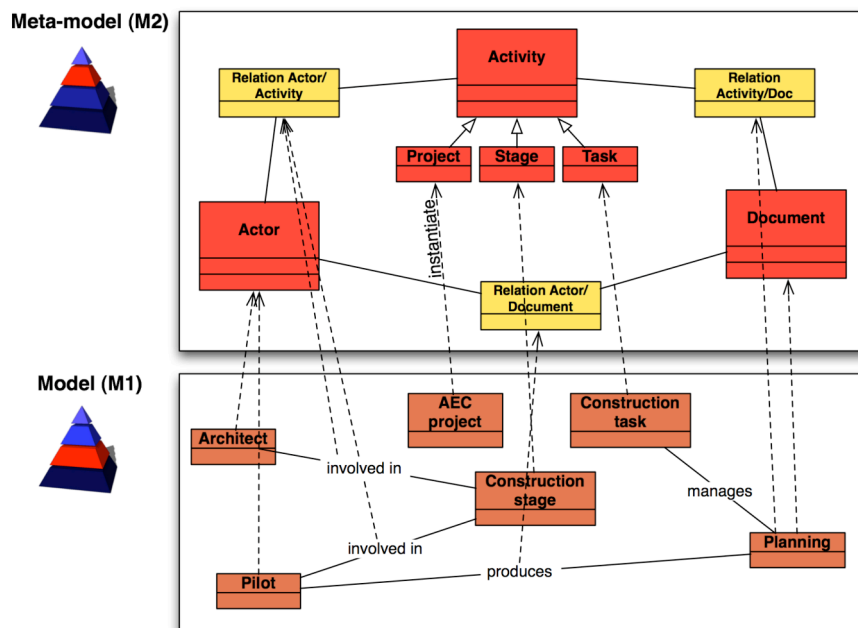 Meta-model (M2)
Relation Actor/
Activity
Activity
Relation
Activity/Doc
Project
Stage
Task
instantiate
Actor
Document
Relation Actor/
Document
Model (M1)
Architect
AEC
project
Construction
task
involved in
Construction
stage
manages
involved in
Planning
Pilot
produces